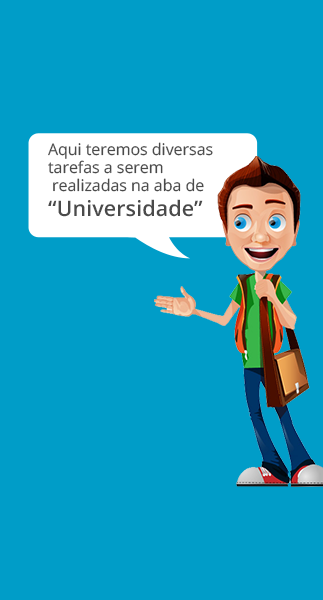 Aqui teremos diversas
tarefas a serem
realizadas na aba de
“Universidade”